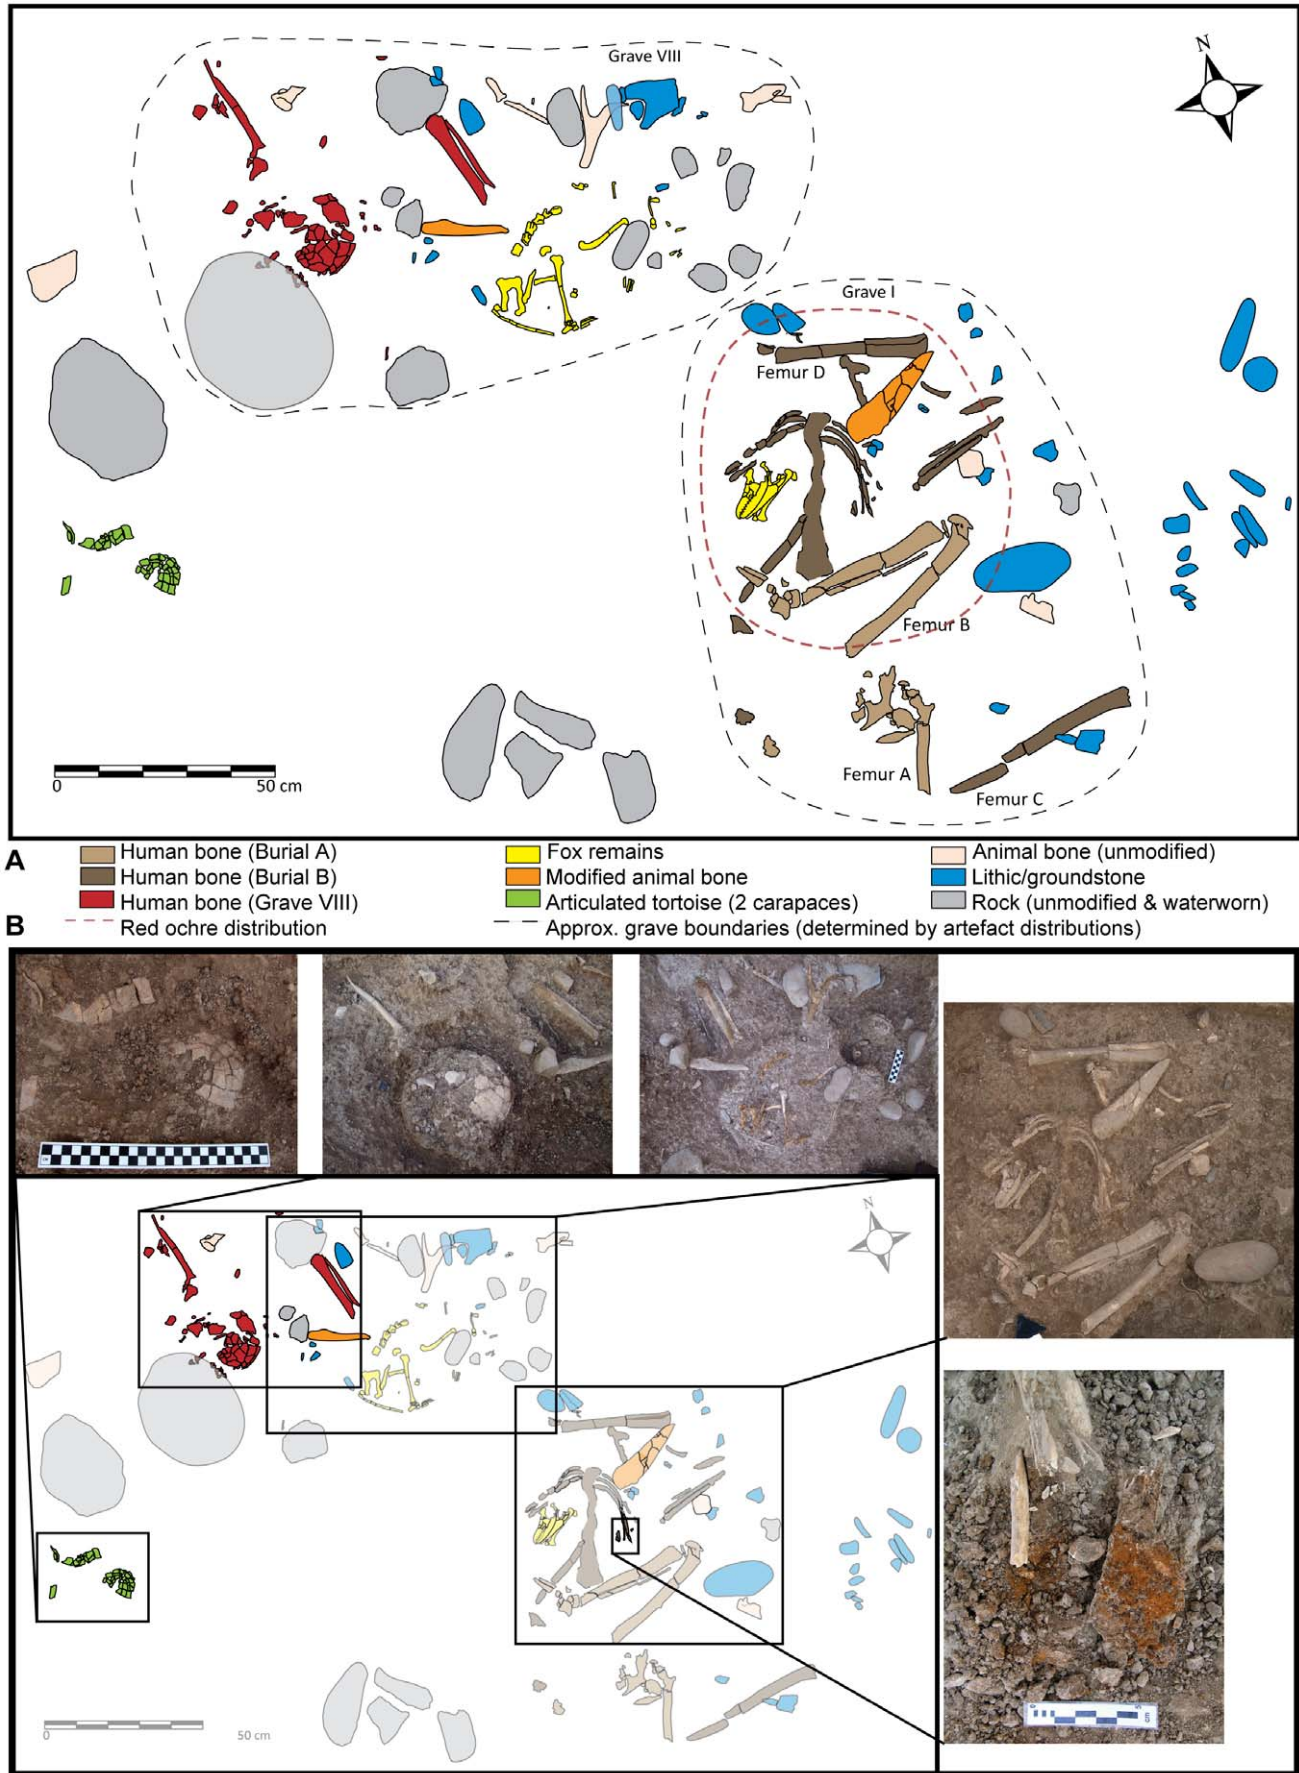 Grave VIII
N
Grave I
Femur D
Femur B
Femur A
Femur C
0 50 cm
A
Human bone (Burial A)
Human bone (Burial B)
Human bone (Grave VIII)
Red ochre distribution
Fox remains
Modified animal bone
Articulated tortoise (2 carapaces)
Approx. grave boundaries (determined by artefact distributions)
Animal bone (unmodified)
Lithic/groundstone
Rock (unmodified & waterworn)
B
N
0 50 cm